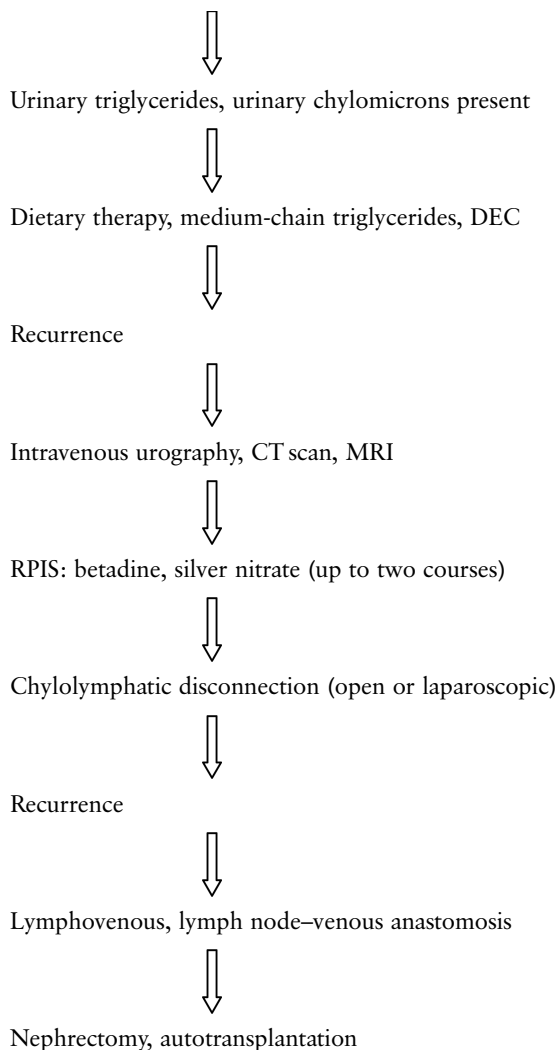 Urinary triglycerides, urinary chylomicrons present
Dietary therapy, medium-chain triglycerides, DEC
Recurrence
Intravenous urography, CT scan, MRI
RPIS: betadine, silver nitrate (up to two courses)
Chylolymphatic disconnection (open or laparoscopic)
Recurrence
Lymphovenous, lymph node–venous anastomosis
Nephrectomy, autotransplantation